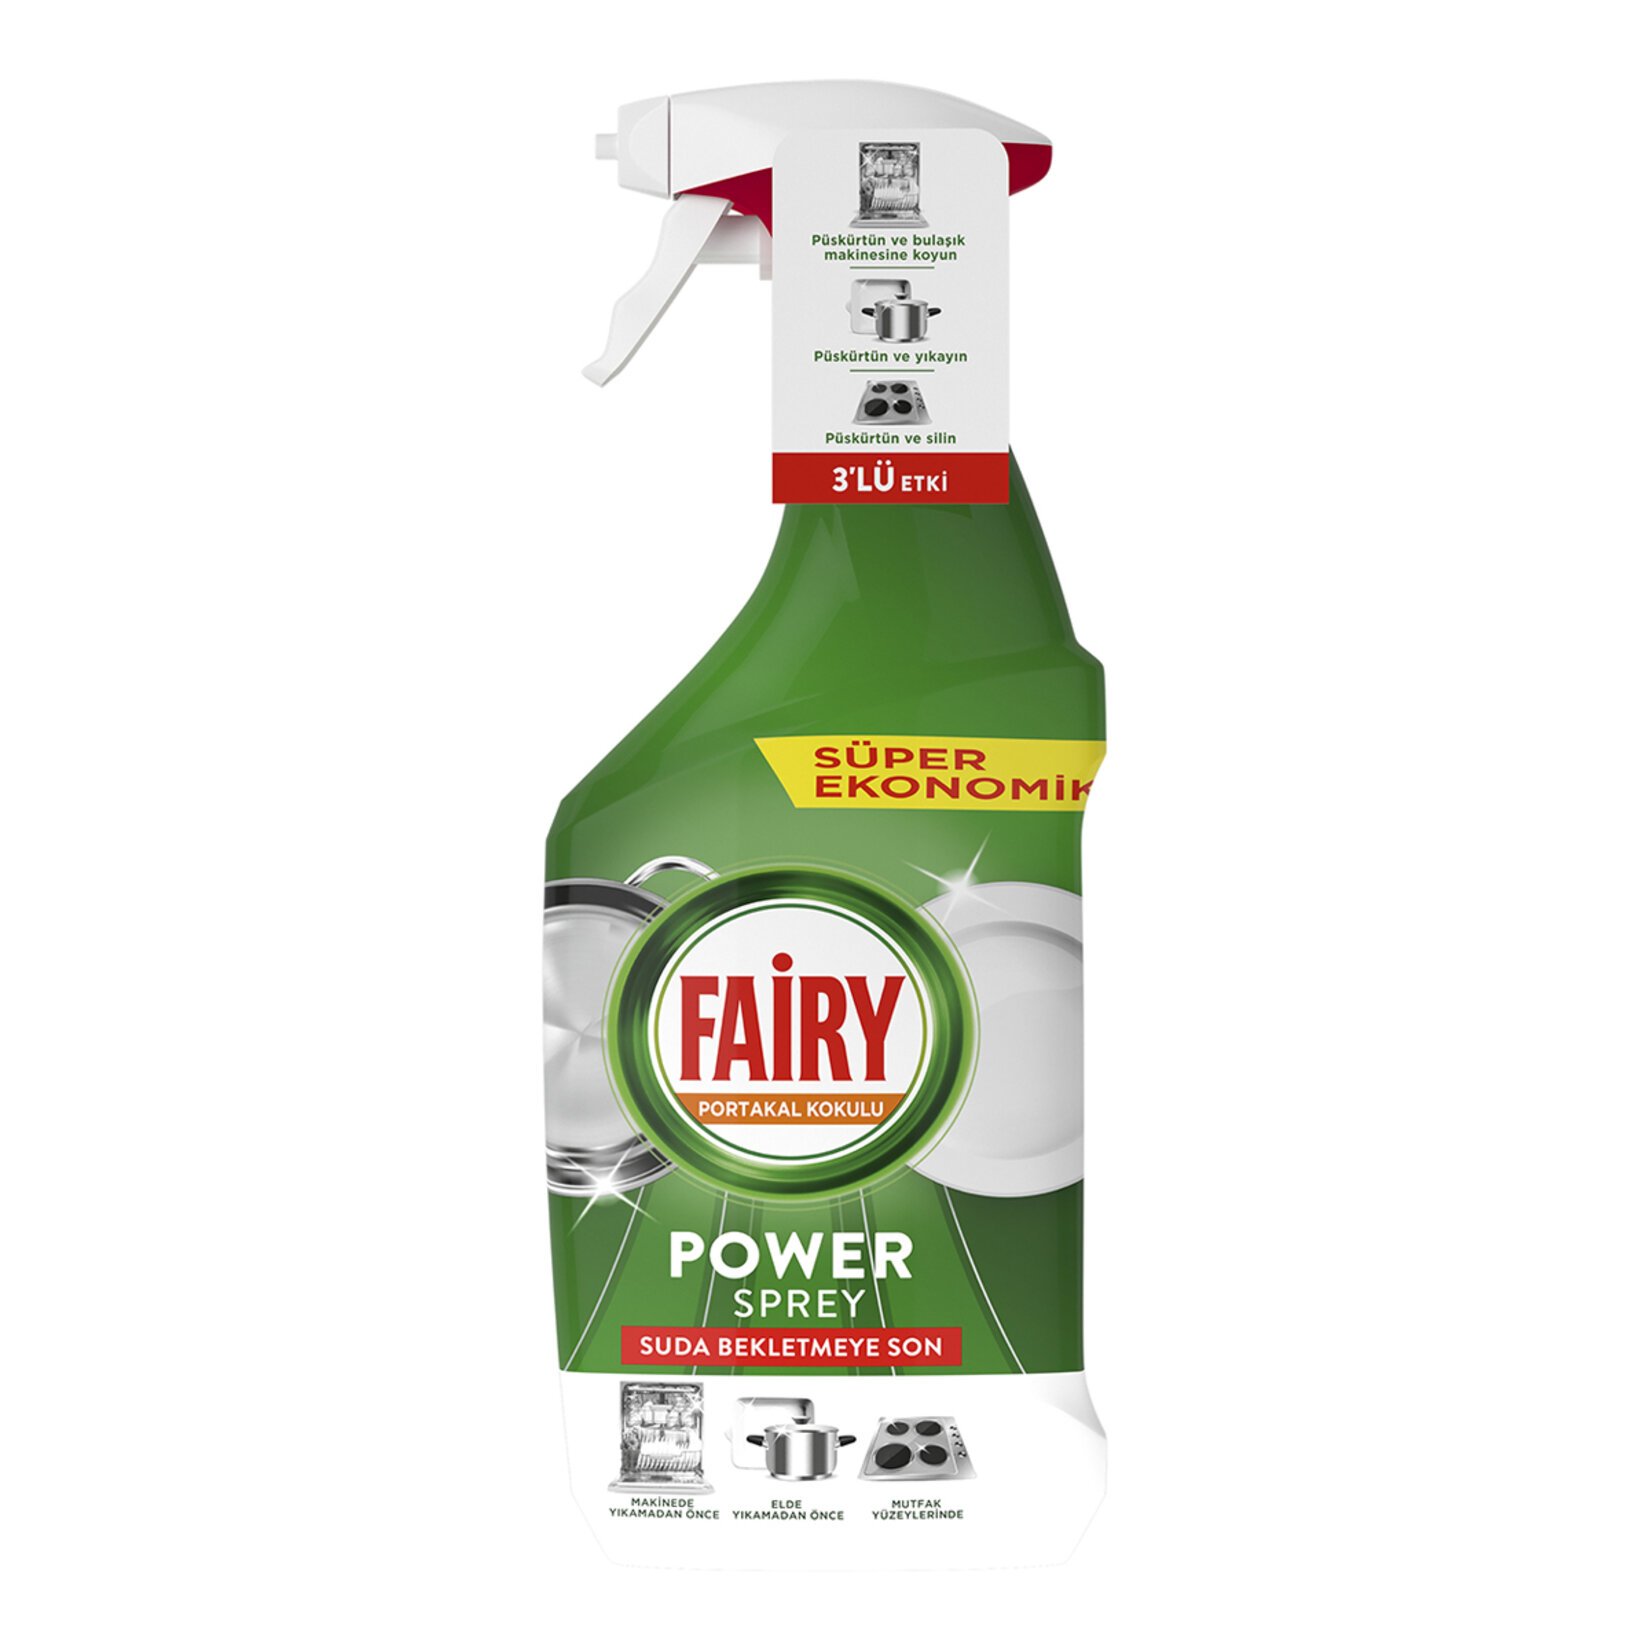 Püskürtün ve bulaşık
makinesine koyun
Püskürtün ve yıkayın
Püskürtün ve silin
3'LÜ ETKİ
SÜPER
EKONOMİK
FAİRY
PORTAKAL KOKULU
POWER
SPREY
SUDA BEKLETMEYE SON
MAKİNEDE
YIKAMADAN ÖNCE
ELDE
YIKAMADAN ÖNCE
MUTFAK
YÜZEYLERİNDE